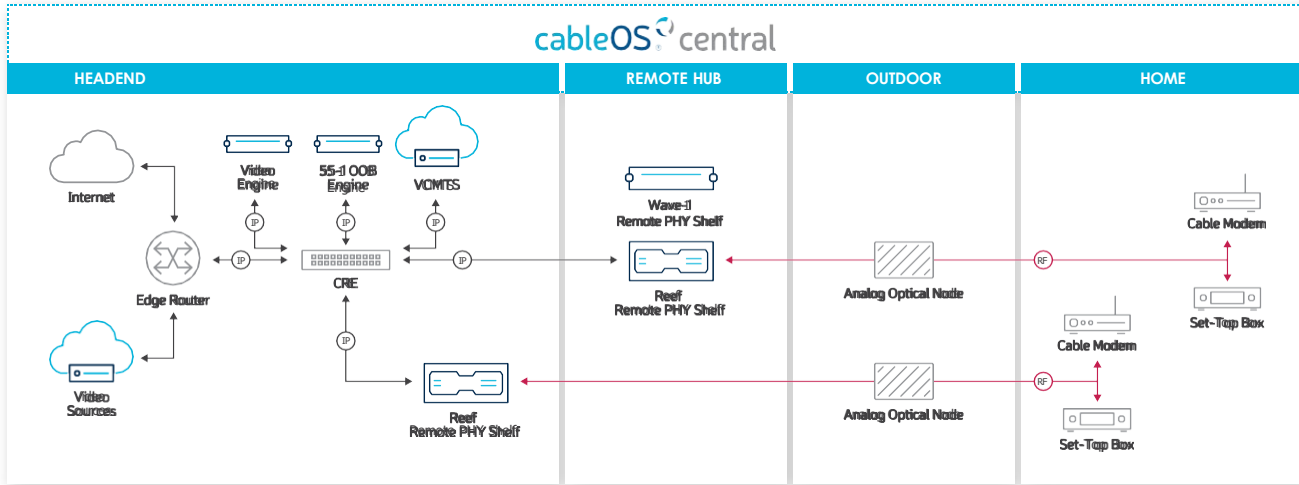 cableOS central
HEADEND
REMOTE HUB
OUTDOOR
HOME
Internet
Video
Engine
55-1 OOB
Engine
VCMTS
IP
IP
IP
Wave-1
Remote PHY Shelf
Cable Modem
Edge Router
IP
CRE
IP
Reef
Remote PHY Shelf
Analog Optical Node
RF
Set-Top Box
Video
Sources
IP
Reef
Remote PHY Shelf
Analog Optical Node
RF
Cable Modem
Set-Top Box